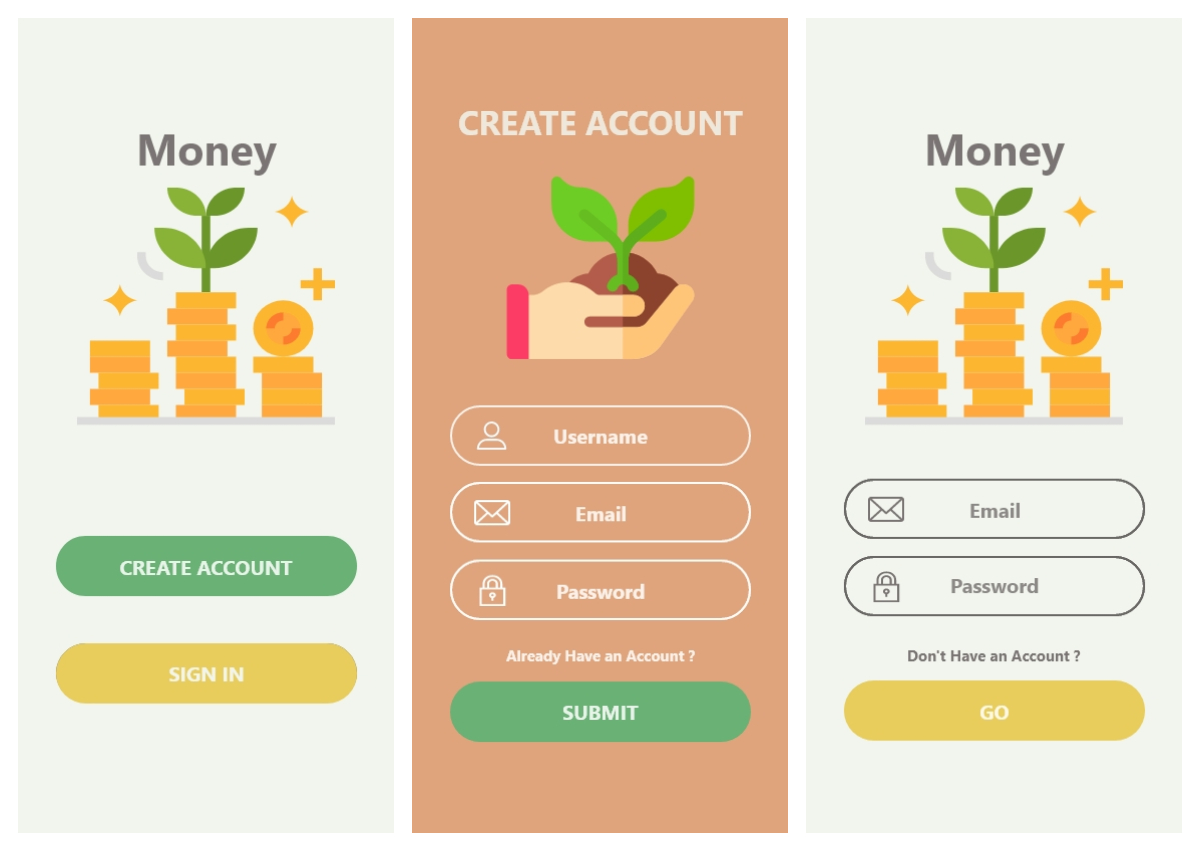 Money
CREATE ACCOUNT
SIGN IN
CREATE ACCOUNT
Username
Email
Password
Already Have an Account ?
SUBMIT
Money
Email
Password
Don't Have an Account ?
GO